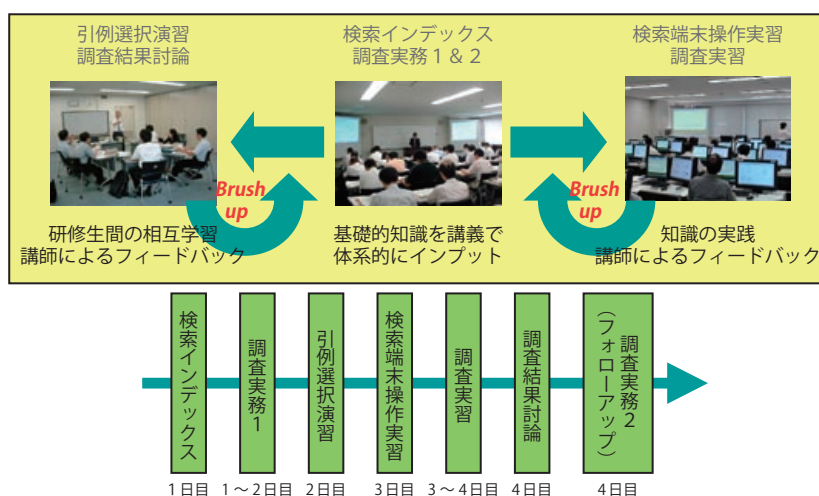 引例選択演習
調査結果討論
検索インデックス
調査実務1&2
検索端末操作実習
調査実習
Brush
up
Brush
up
研修生間の相互学習
講師によるフィードバック
基礎的知識を講義で
体系的にインプット
知識の実践
講師によるフィードバック
検索インデックス
調査実務1
引例選択演習
検索端末操作実習
調査実習
調査結果討論
調査実務2
(フォローアップ)
1日目
1~2日目
2日目
3日目
3~4日目
4日目
4日目